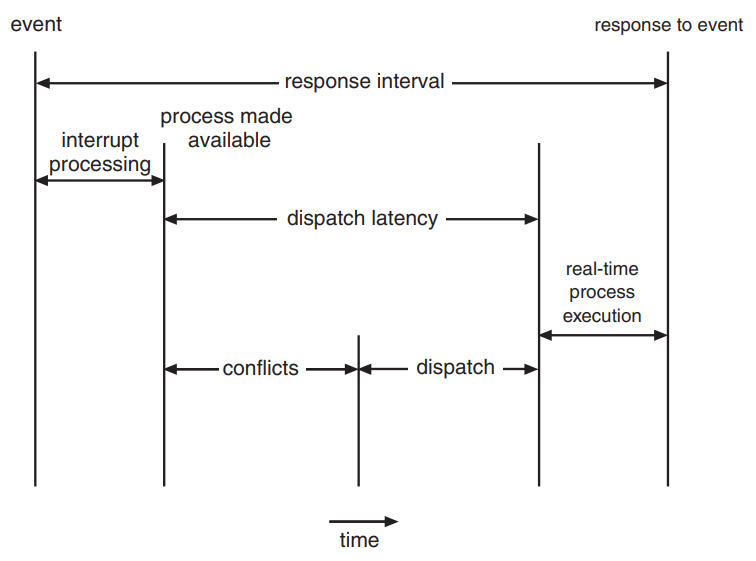 event
response to event
response interval
process made
available
interrupt
processing
dispatch latency
real-time
process
execution
conflicts
dispatch
time